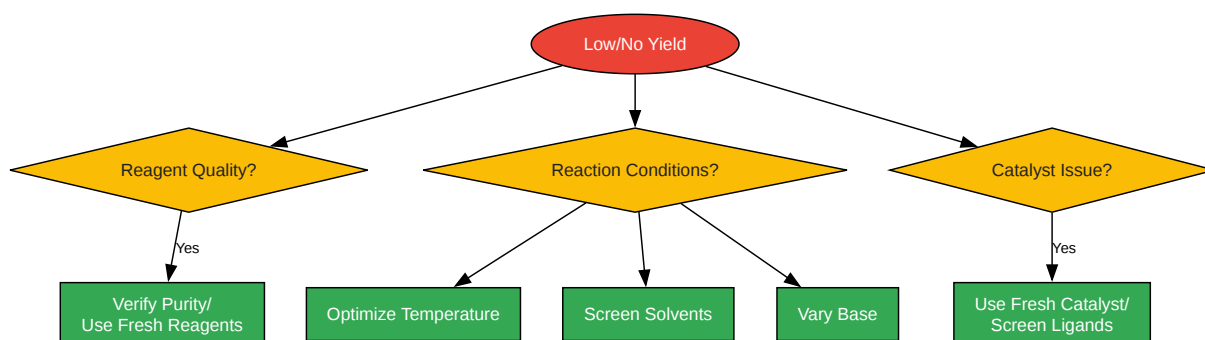 Low/No Yield
Reagent Quality?
Reaction Conditions?
Catalyst Issue?
Yes
Yes
Verify Purity/
Use Fresh Reagents
Optimize Temperature
Screen Solvents
Vary Base
Use Fresh Catalyst/
Screen Ligands